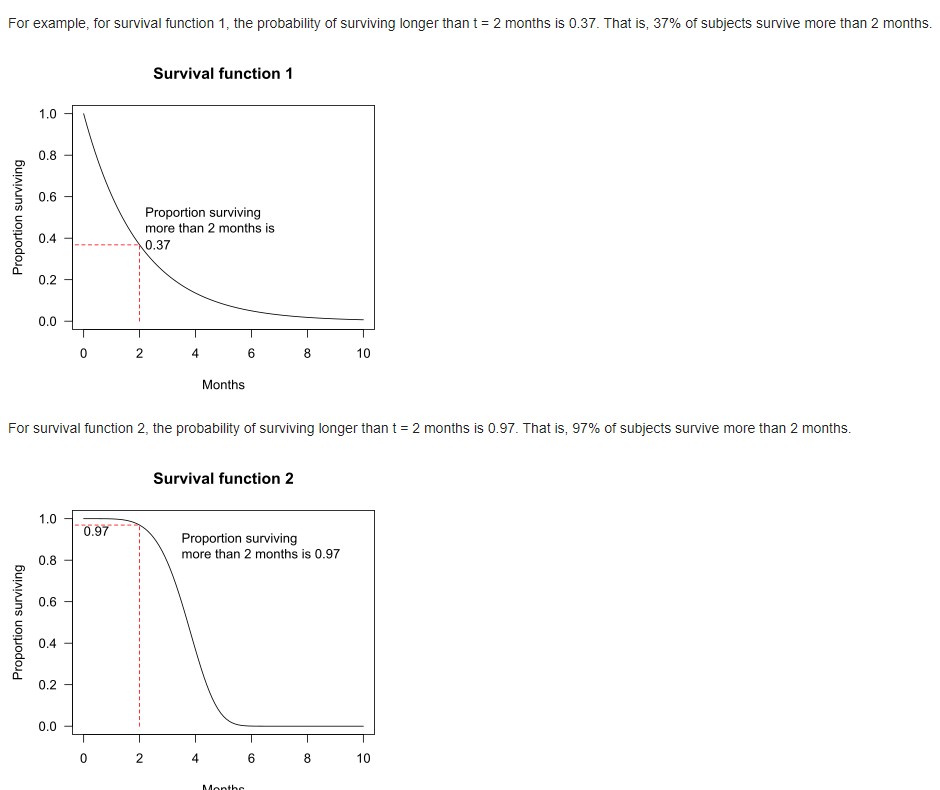 For example, for survival function 1, the probability of surviving longer than t = 2 months is 0.37. That is, 37% of subjects survive more than 2 months.
Survival function 1
Proportion surviving
1.0
0.8
0.6
0.4
0.2
0.0
Proportion surviving
more than 2 months is
0.37
0 2 4 6 8 10
Months
For survival function 2, the probability of surviving longer than t = 2 months is 0.97. That is, 97% of subjects survive more than 2 months.
Survival function 2
Proportion surviving
1.0
0.8
0.6
0.4
0.2
0.0
0.97
Proportion surviving
more than 2 months is 0.97
0 2 4 6 8 10
Months